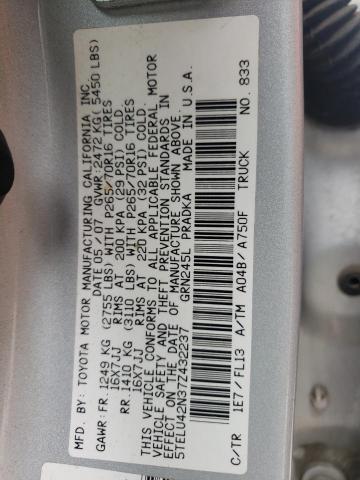 MFD. BY: TOYOTA MOTOR MANUFACTURING CALIFORNIA INC.
DATE 05 / 07 GVWR 2472 KG ( 5450 LBS)
GAWR: FR. 1249 KG (2755 LBS) WITH P265/70R16 TIRES
16X7JJ RIMS AT 200 KPA (29 PSI) COLD
RR. 1410 KG (3110 LBS) WITH P265/70R16 TIRES
16X7JJ RIMS AT 220 KPA (32 PSI) COLD
THIS VEHICLE CONFORMS TO ALL APPLICABLE FEDERAL MOTOR
VEHICLE SAFETY AND THEFT PREVENTION STANDARDS IN
EFFECT ON THE DATE OF MANUFACTURE SHOWN ABOVE.
5TELU42N37Z432237 GRN245L PRADKA MADE IN U.S.A.
C/TR 1E7 / FL13 A/TM A04B/ A750F TRUCK NO. 833